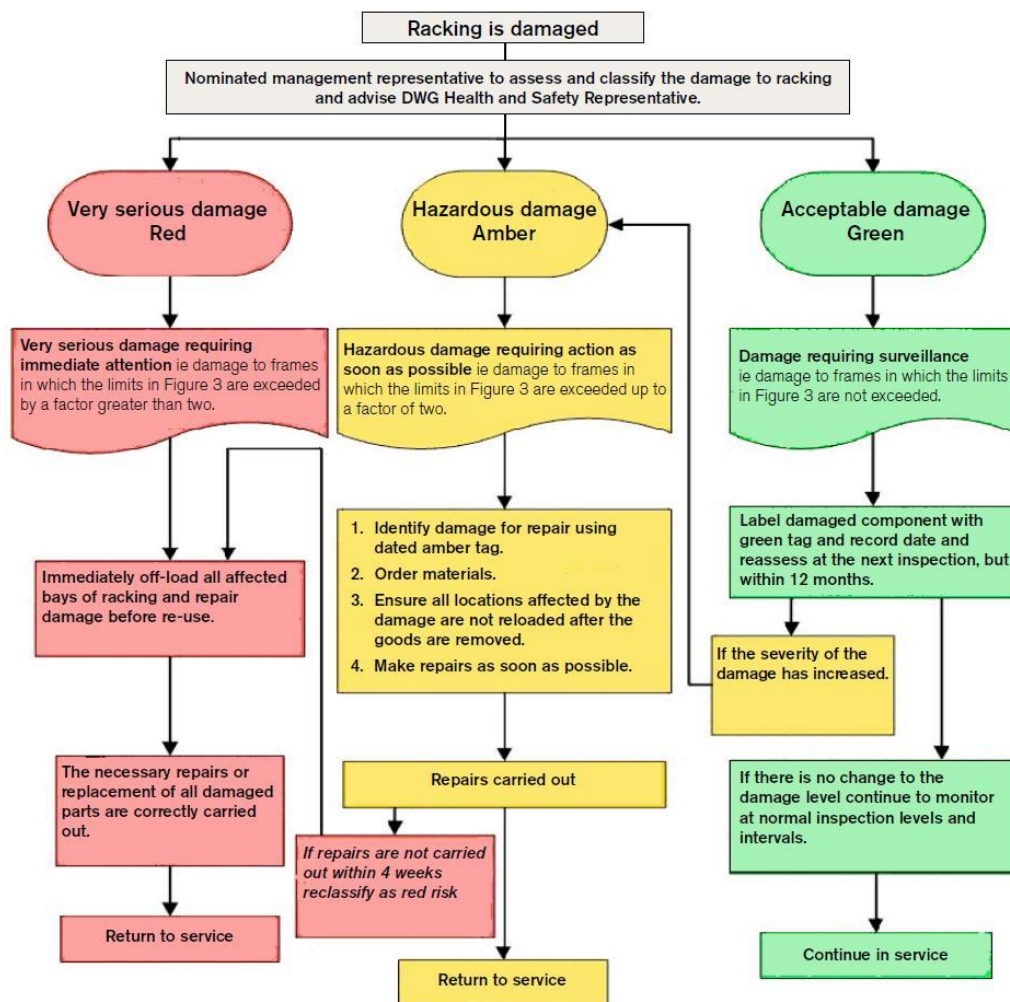 Racking is damaged
Nominated management representative to assess and classify the damage to racking
and advise DWG Health and Safety Representative.
Very serious damage
Red
Hazardous damage
Amber
Acceptable damage
Green
Very serious damage requiring
immediate attention ie damage to frames
in which the limits in Figure 3 are exceeded
by a factor greater than two.
Hazardous damage requiring action as
soon as possible ie damage to frames in
which the limits in Figure 3 are exceeded up to
a factor of two.
Damage requiring surveillance
ie damage to frames in which the limits
in Figure 3 are not exceeded.
Immediately off-load all affected
bays of racking and repair
damage before re-use.
1. Identify damage for repair using
dated amber tag.
2. Order materials.
3. Ensure all locations affected by the
damage are not reloaded after the
goods are removed.
4. Make repairs as soon as possible.
Label damaged component with
green tag and record date and
reassess at the next inspection, but
within 12 months.
If the severity of the
damage has increased.
The necessary repairs or
replacement of all damaged
parts are correctly carried
out.
Repairs carried out
If repairs are not carried
out within 4 weeks
reclassify as red risk
If there is no change to the
damage level continue to monitor
at normal inspection levels and
intervals.
Return to service
Return to service
Continue in service